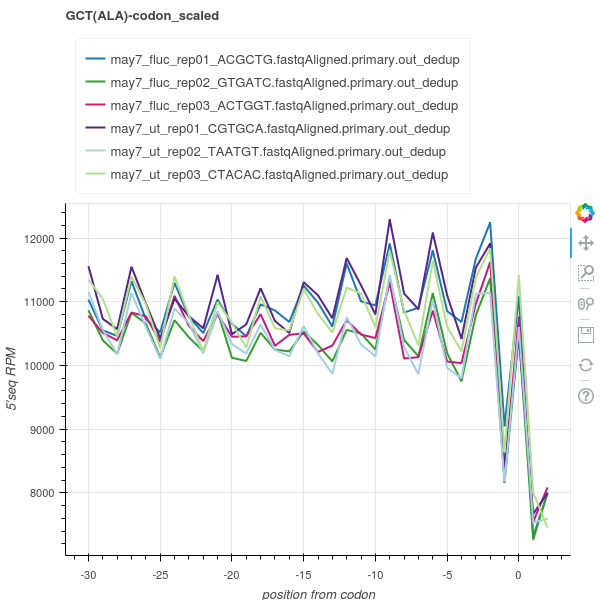 GCT(ALA)-codon_scaled
may7_fluc_rep01_ACGCTG.fastqAligned.primary.out_dedup
may7_fluc_rep02_GTGATC.fastqAligned.primary.out_dedup
may7_fluc_rep03_ACTGGT.fastqAligned.primary.out_dedup
may7_ut_rep01_CGTGCA.fastqAligned.primary.out_dedup
may7_ut_rep02_TAATGT.fastqAligned.primary.out_dedup
may7_ut_rep03_CTACAC.fastqAligned.primary.out_dedup
12000
11000
10000
9000
8000
5'seq RPM
-30 -25 -20 -15 -10 -5 0
position from codon